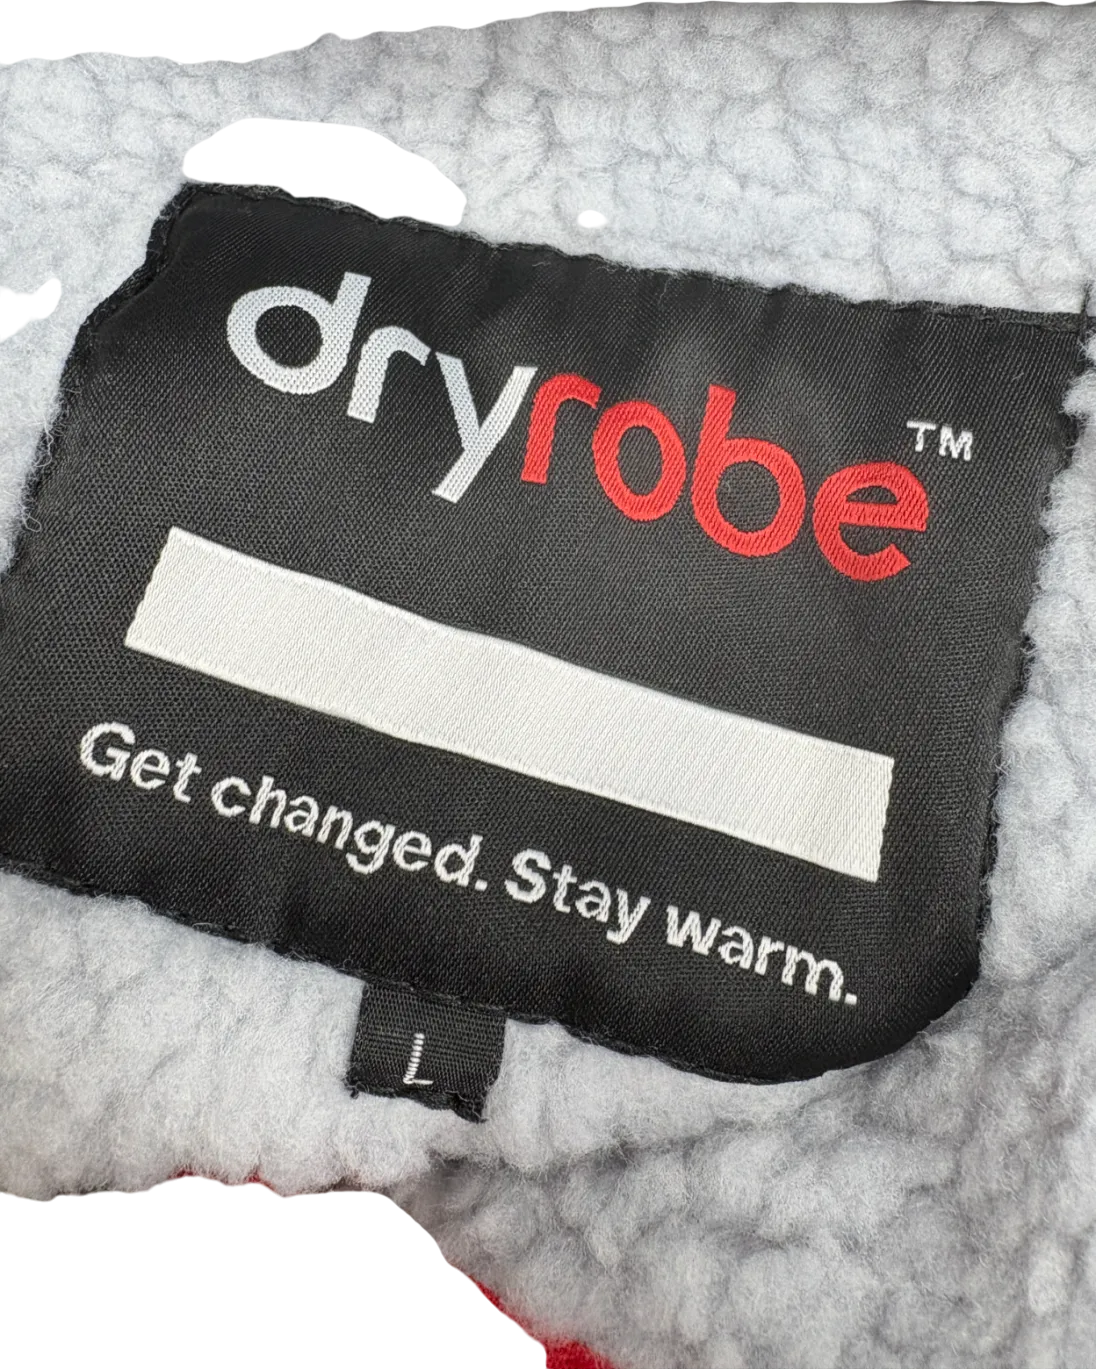 dryrobe™
Get changed. Stay warm.
L